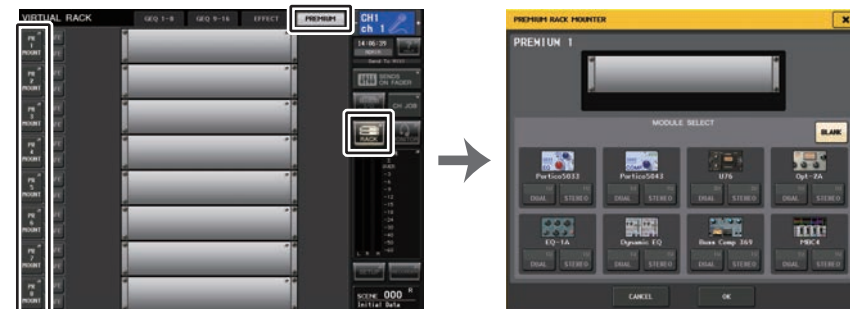 VIRTUAL RACK
GEQ 1-8
GEQ 9-16
EFFECT
PREMIUM
CH1
ch 1
14:06:29
SENDS
ON FADER
CH JOB
RACK
PR
1
MOUNT
PR
2
MOUNT
PR
3
MOUNT
PR
4
MOUNT
PR
5
MOUNT
PR
6
MOUNT
PR
7
MOUNT
PR
8
MOUNT
SCENE 000 R
Initial Data
PREMIUM RACK MOUNTER
PREMIUM 1
MODULE SELECT
BLANK
Portico5033
Portico5043
U76
Opt-2A
DUAL STEREO
DUAL STEREO
DUAL STEREO
DUAL STEREO
EQ-1A
Dynamic EQ
Buss Comp 369
MBC4
DUAL STEREO
DUAL STEREO
DUAL STEREO
DUAL STEREO
CANCEL
OK